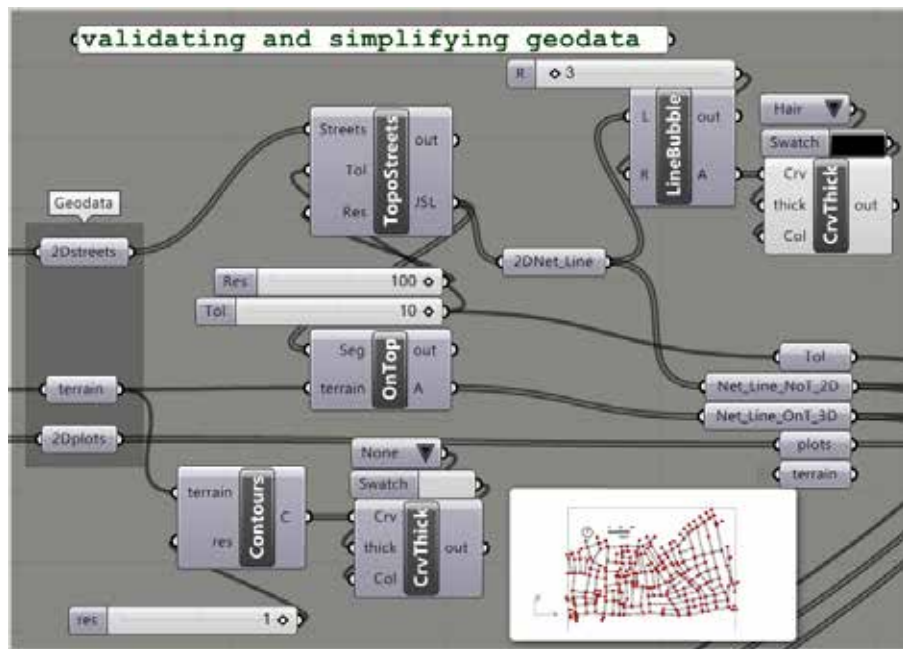 validating and simplifying geodata
R 3
Hair
Swatch
Streets out
Tol
Res JSL
TopoStreets
L out
R A
LineBubble
Crv
thick out
Col
CrvThick
Geodata
2Dstreets
2DNet_Line
Res 100
Tol 10
Seg out
terrain A
OnTop
terrain
2Dplots
Tol
Net_Line_NoT_2D
Net_Line_OnT_3D
plots
terrain
None
Swatch
terrain C
res
Contours
Crv
thick out
Col
CrvThick
res 1